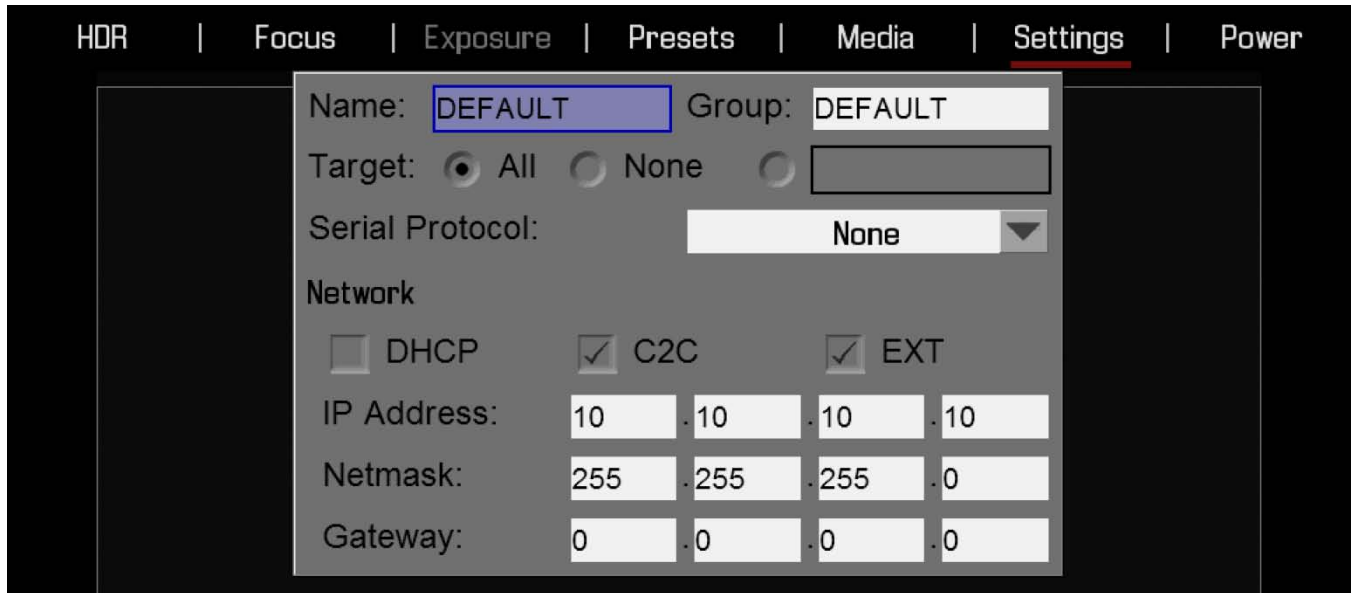 HDR | Focus | Exposure | Presets | Media | Settings | Power
Name: DEFAULT Group: DEFAULT
Target: All None
Serial Protocol: None
Network
DHCP C2C EXT
IP Address: 10 . 10 . 10 . 10
Netmask: 255 . 255 . 255 . 0
Gateway: 0 . 0 . 0 . 0